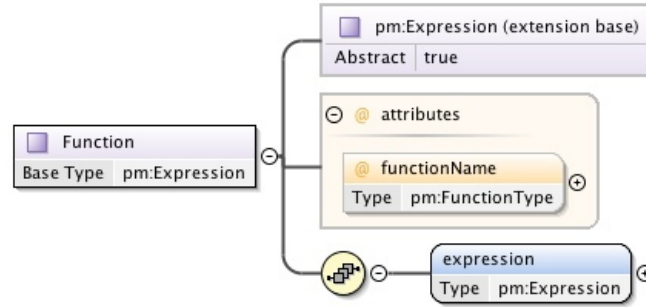 pm:Expression (extension base)
Abstract true
@ attributes
Function
Base Type pm:Expression
@ functionName
Type pm:FunctionType
expression
Type pm:Expression